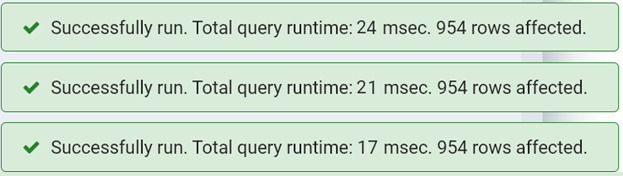 Successfully run. Total query runtime: 24 msec. 954 rows affected.
Successfully run. Total query runtime: 21 msec. 954 rows affected.
Successfully run. Total query runtime: 17 msec. 954 rows affected.